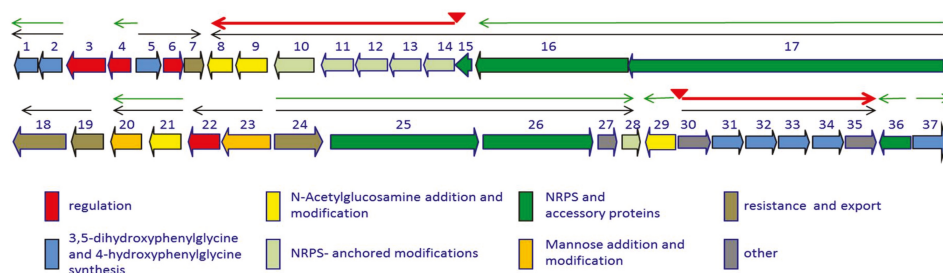 1 2 3 4 5 6 7 8 9 10 11 12 13 14 15 16 17
18 19 20 21 22 23 24 25 26 27 28 29 30 31 32 33 34 35 36 37
regulation
N-Acetylglucosamine addition and
modification
NRPS and
accessory proteins
resistance and export
3,5-dihydroxyphenylglycine
and 4-hydroxyphenylglycine
synthesis
NRPS- anchored modifications
Mannose addition and
modification
other